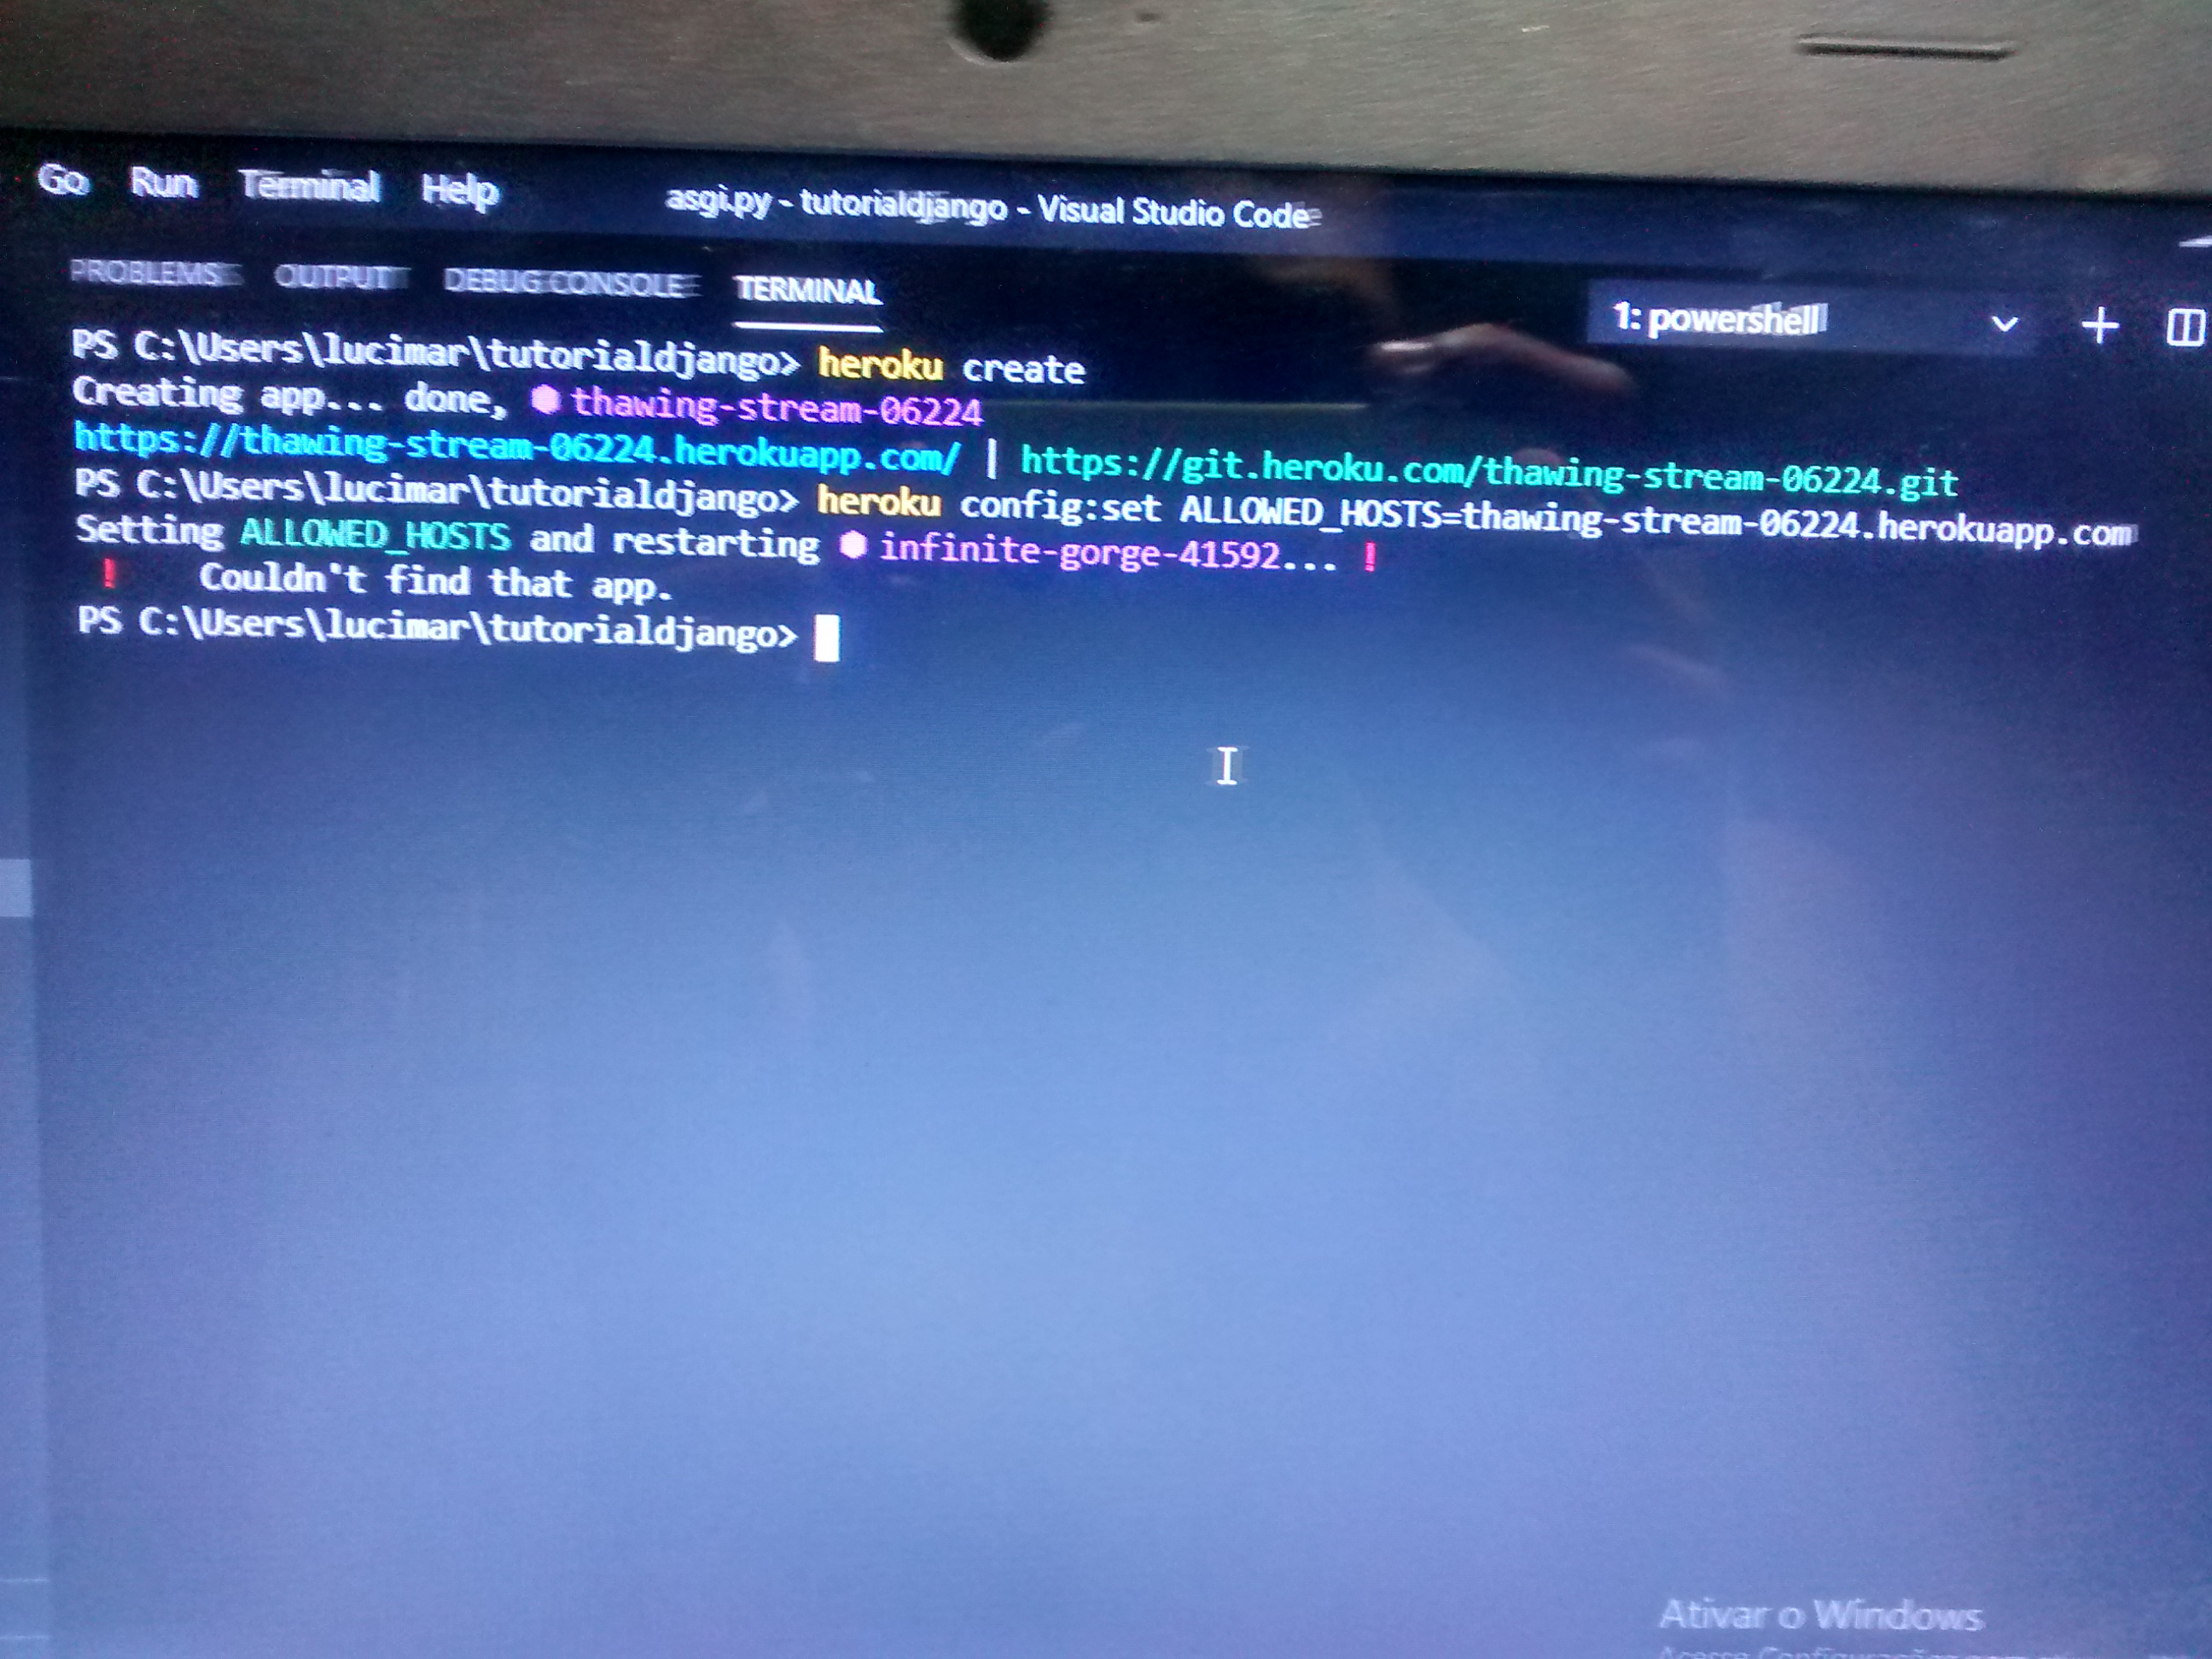 Go Run Terminal Help asgi.py - tutorialdjango - Visual Studio Code
PROBLEMS OUTPUT DEBUG CONSOLE TERMINAL 1: powershell
PS C:\Users\lucimar\tutorialdjango> heroku create
Creating app... done, ⬢ thawing-stream-06224
https://thawing-stream-06224.herokuapp.com/ | https://git.heroku.com/thawing-stream-06224.git
PS C:\Users\lucimar\tutorialdjango> heroku config:set ALLOWED_HOSTS=thawing-stream-06224.herokuapp.com
Setting ALLOWED_HOSTS and restarting ⬢ infinite-gorge-41592... !
! Couldn't find that app.
PS C:\Users\lucimar\tutorialdjango>
Ativar o Windows